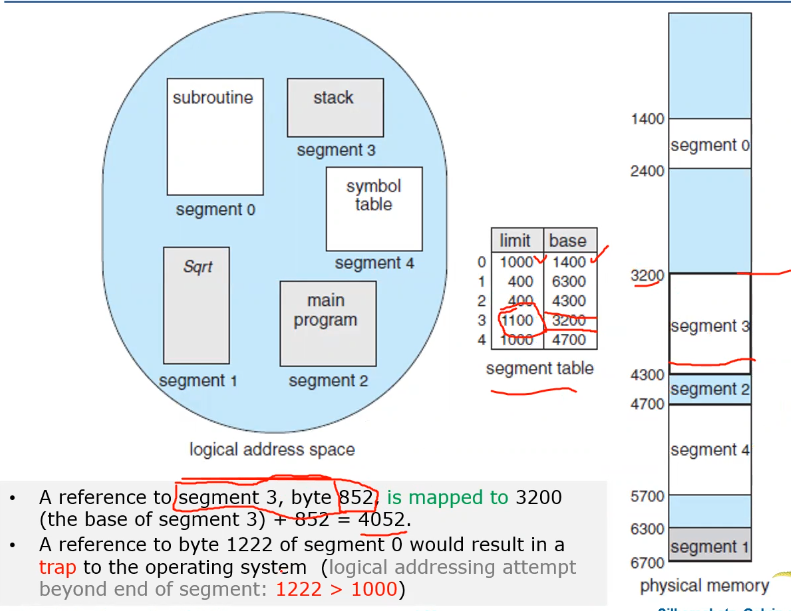 subroutine
stack
segment 3
segment 0
symbol
table
segment 4
Sqrt
main
program
segment 1
segment 2
logical address space
limit base
0 1000 1400
1 400 6300
2 400 4300
3 1100 3200
4 1000 4700
segment table
1400
segment 0
2400
3200
segment 3
4300
segment 2
4700
segment 4
5700
6300
segment 1
6700
physical memory
• A reference to segment 3, byte 852, is mapped to 3200
(the base of segment 3) + 852 = 4052.
• A reference to byte 1222 of segment 0 would result in a
trap to the operating system (logical addressing attempt
beyond end of segment: 1222 > 1000)